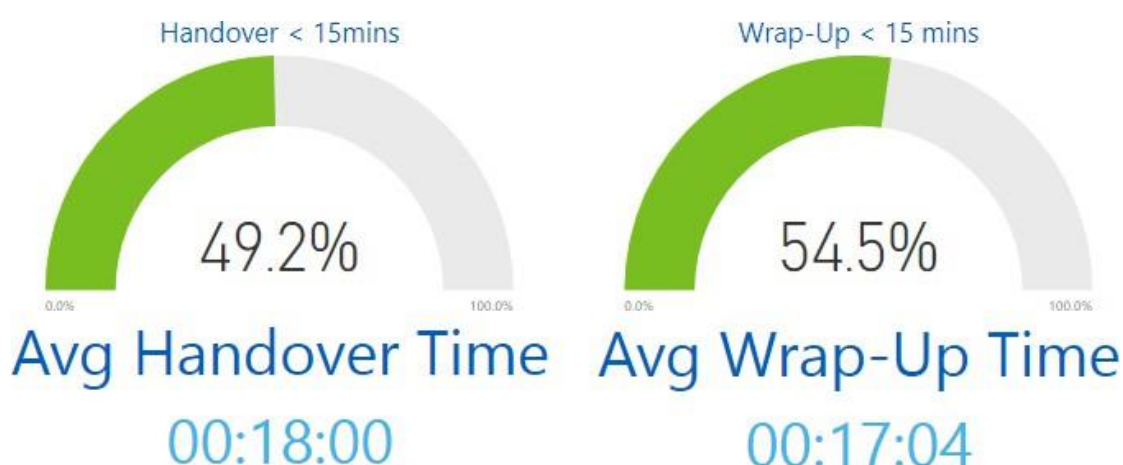 Handover < 15mins
49.2%
0.0%
100.0%
Avg Handover Time
00:18:00
Wrap-Up < 15 mins
54.5%
0.0%
100.0%
Avg Wrap-Up Time
00:17:04